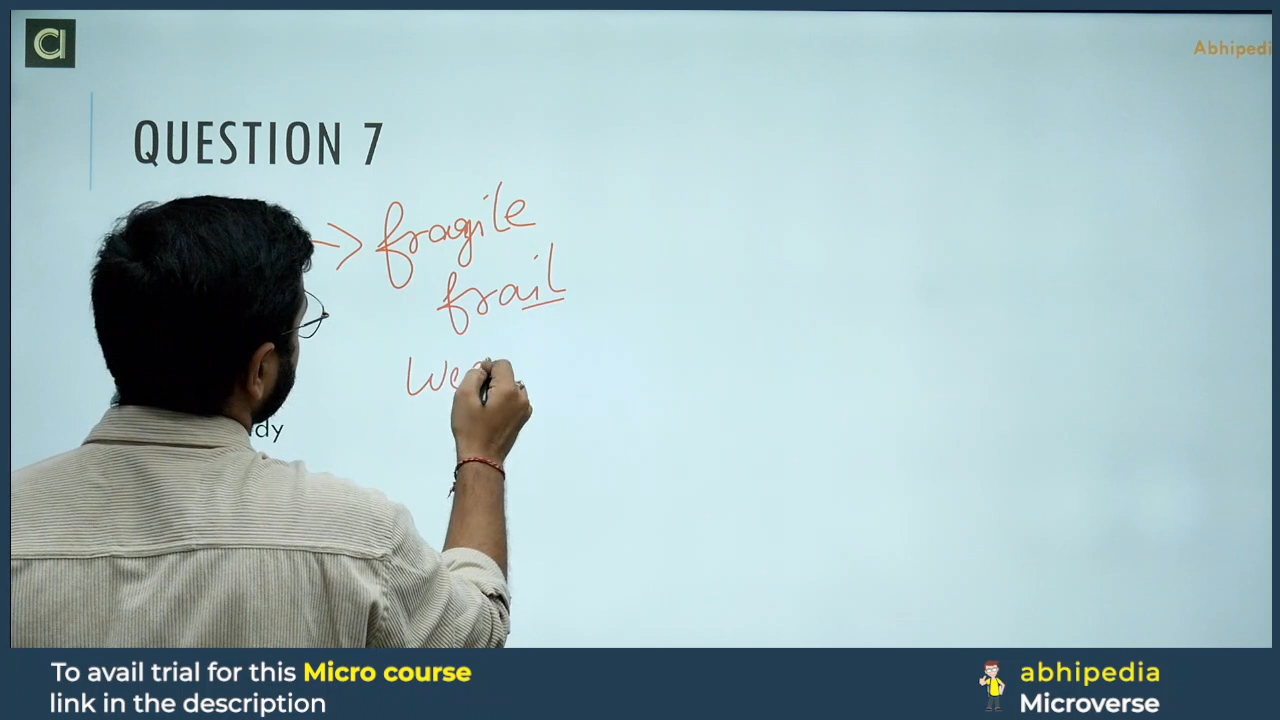 a
Abhipedi
QUESTION 7
fragile
frail
We
dy
To avail trial for this Micro course
link in the description
abhipedia
Microverse